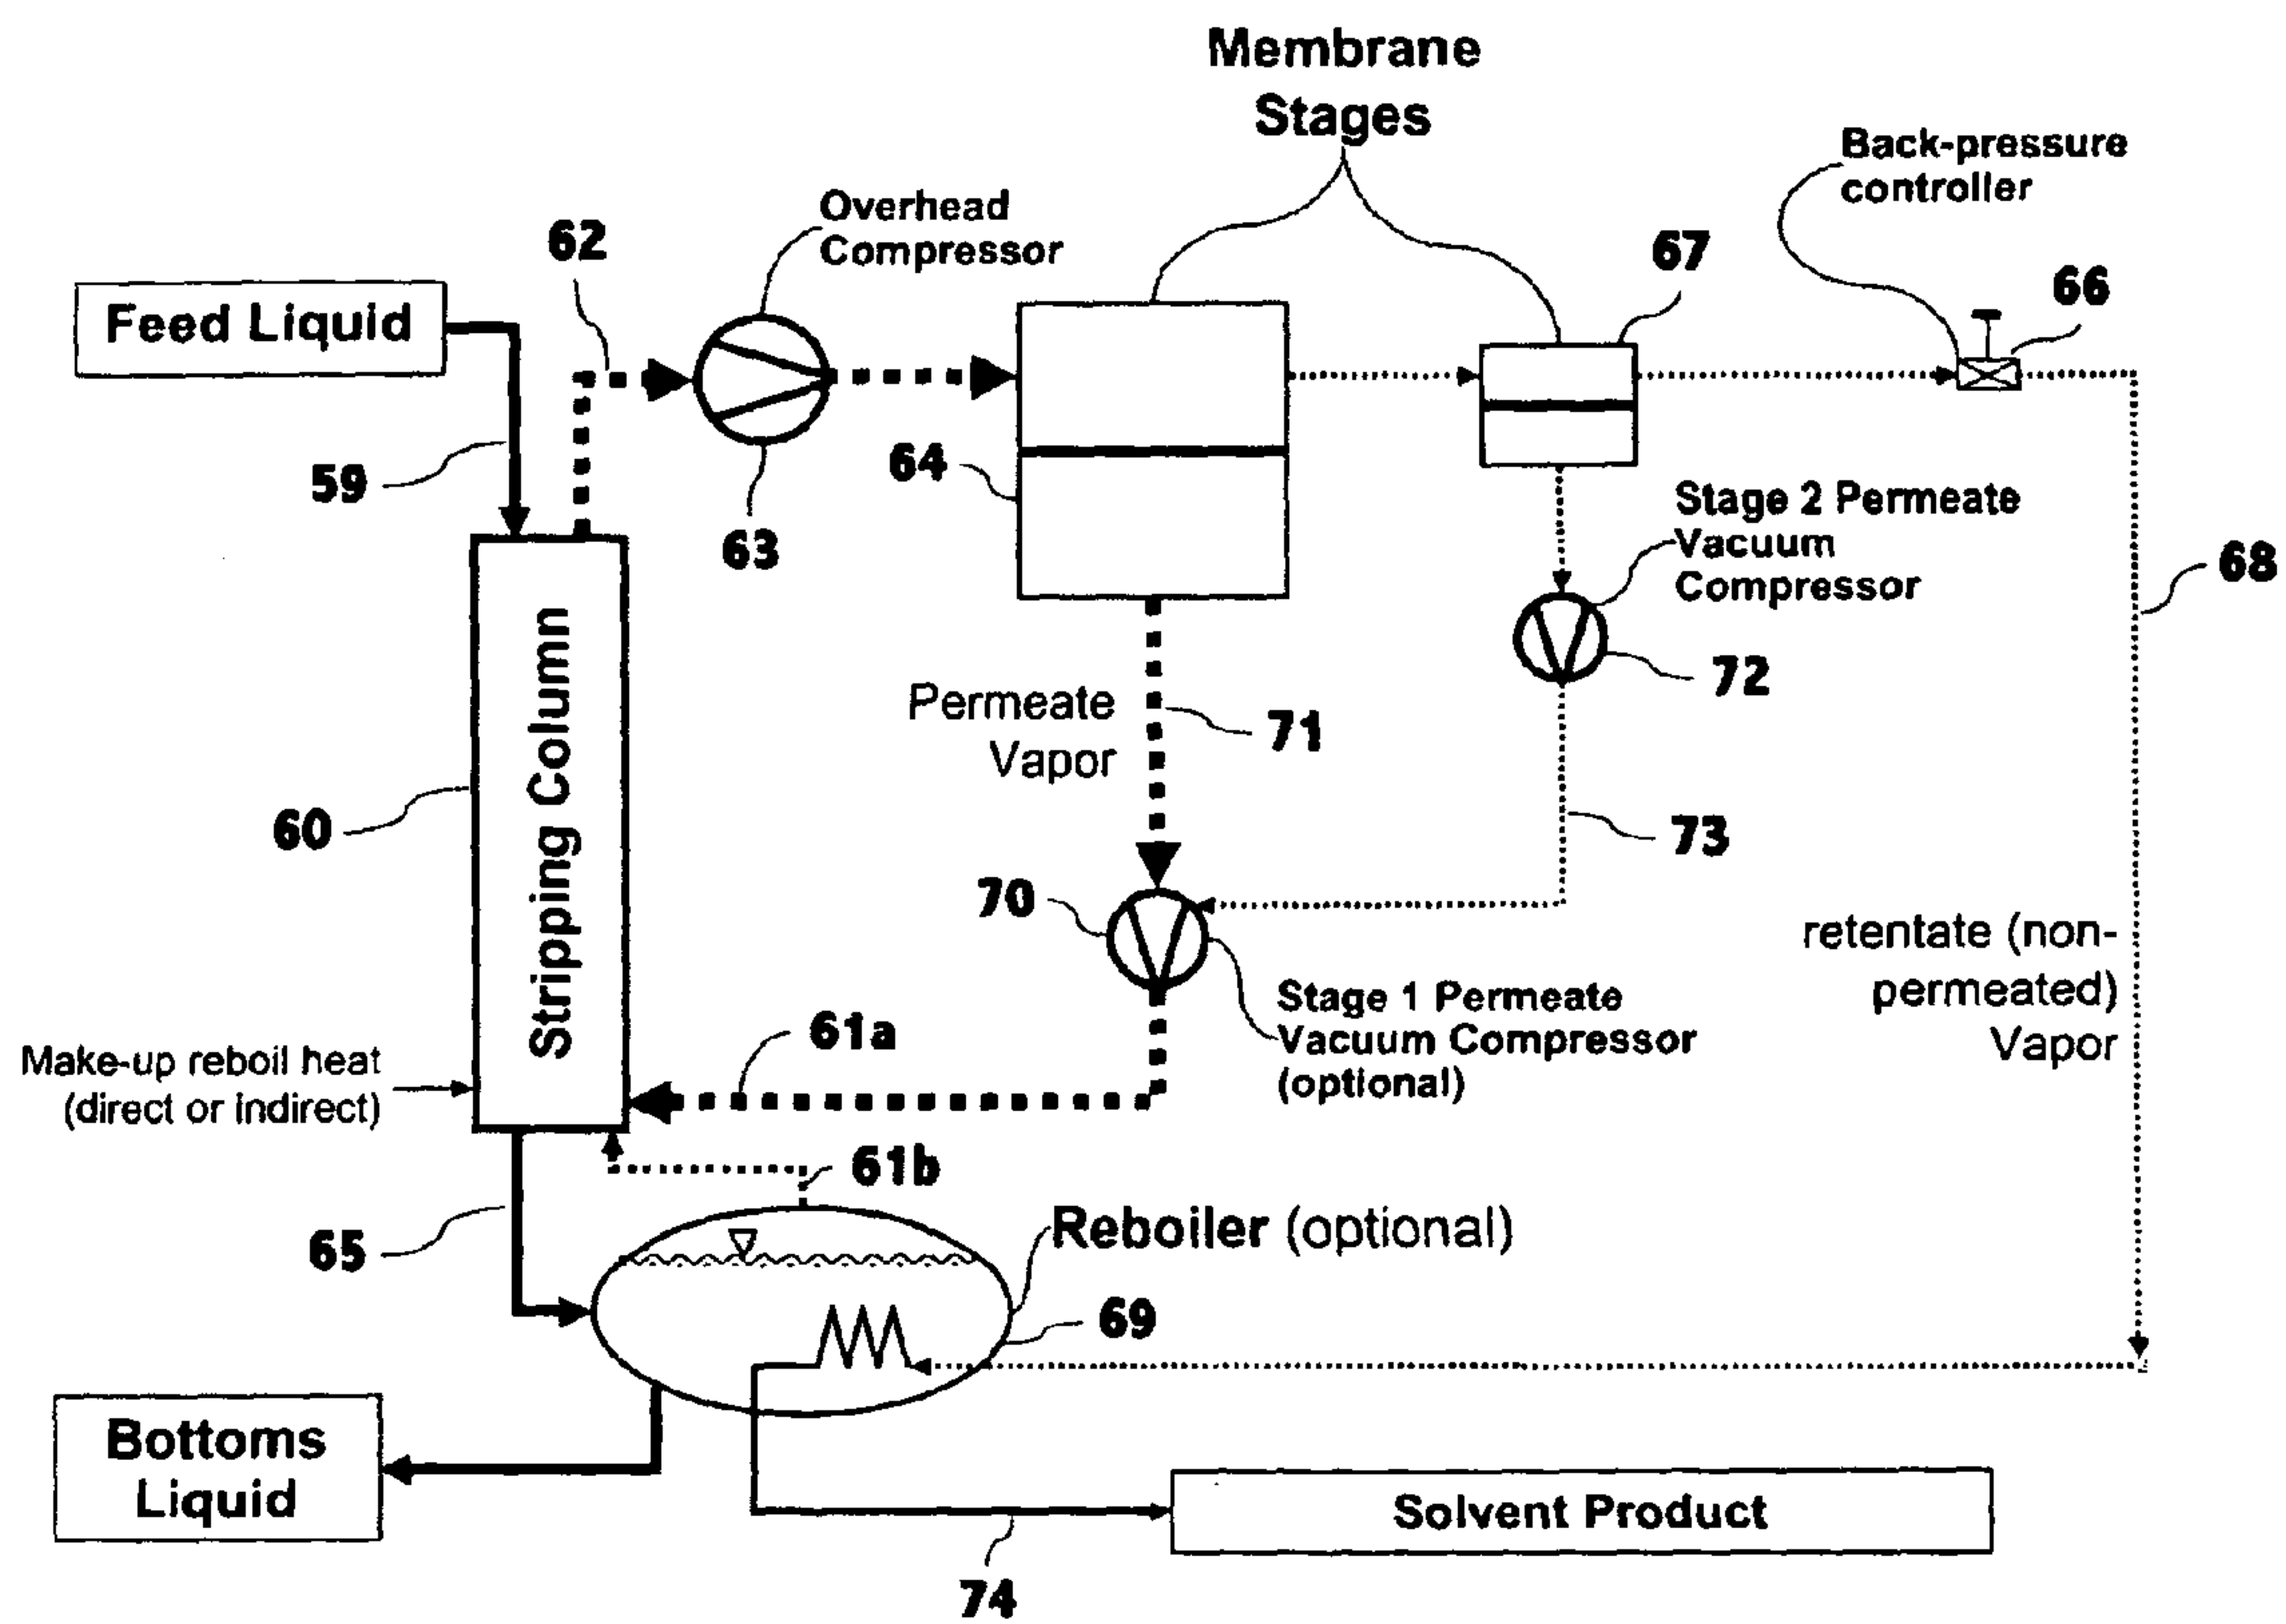 Membrane
Stages
Back-pressure
controller
Overhead
Compressor
62
67
66
Feed Liquid
59
64
63
Stage 2 Permeate
Vacuum
Compressor
68
72
Permeate
Vapor
71
Stripping Column
60
73
70
retentate (non-
permeated)
Vapor
Stage 1 Permeate
Vacuum Compressor
(optional)
61a
Make-up reboil heat
(direct or indirect)
61b
65
Reboiler (optional)
69
Bottoms
Liquid
Solvent Product
74